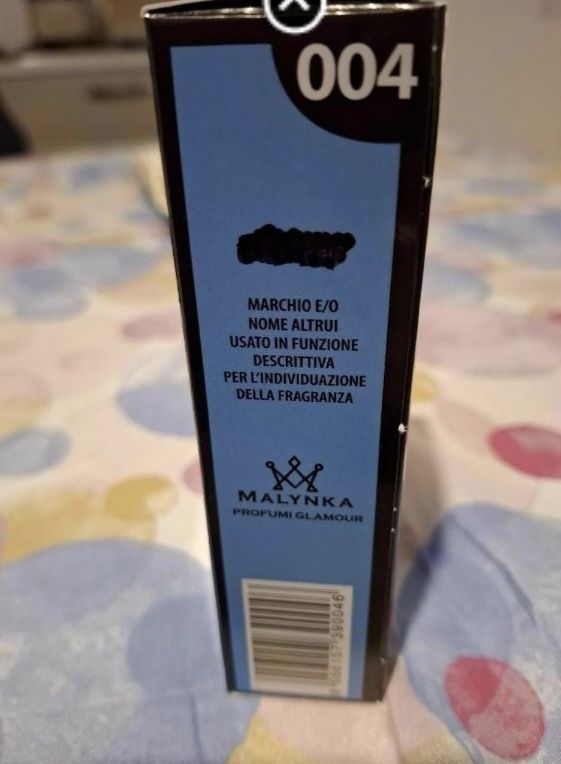 004
MARCHIO E/O
NOME ALTRUI
USATO IN FUNZIONE
DESCRITTIVA
PER L'INDIVIDUAZIONE
DELLA FRAGRANZA
MALYNKA
PROFUMI GLAMOUR